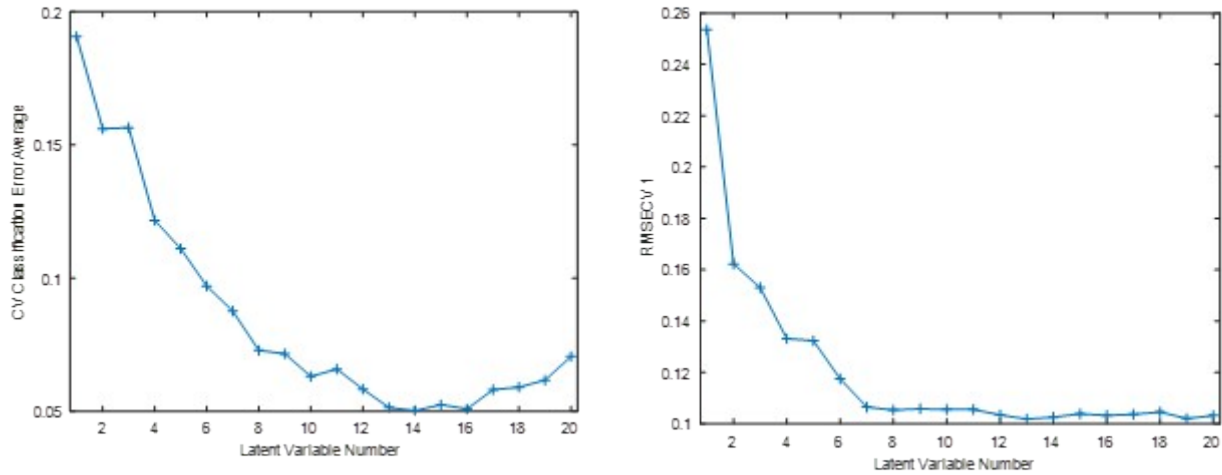 0.2
0.15
0.1
0.05
CV Classification Error Average
2 4 6 8 10 12 14 16 18 20
Latent Variable Number
0.26
0.24
0.22
0.2
0.18
0.16
0.14
0.12
0.1
RMSECV 1
2 4 6 8 10 12 14 16 18 20
Latent Variable Number